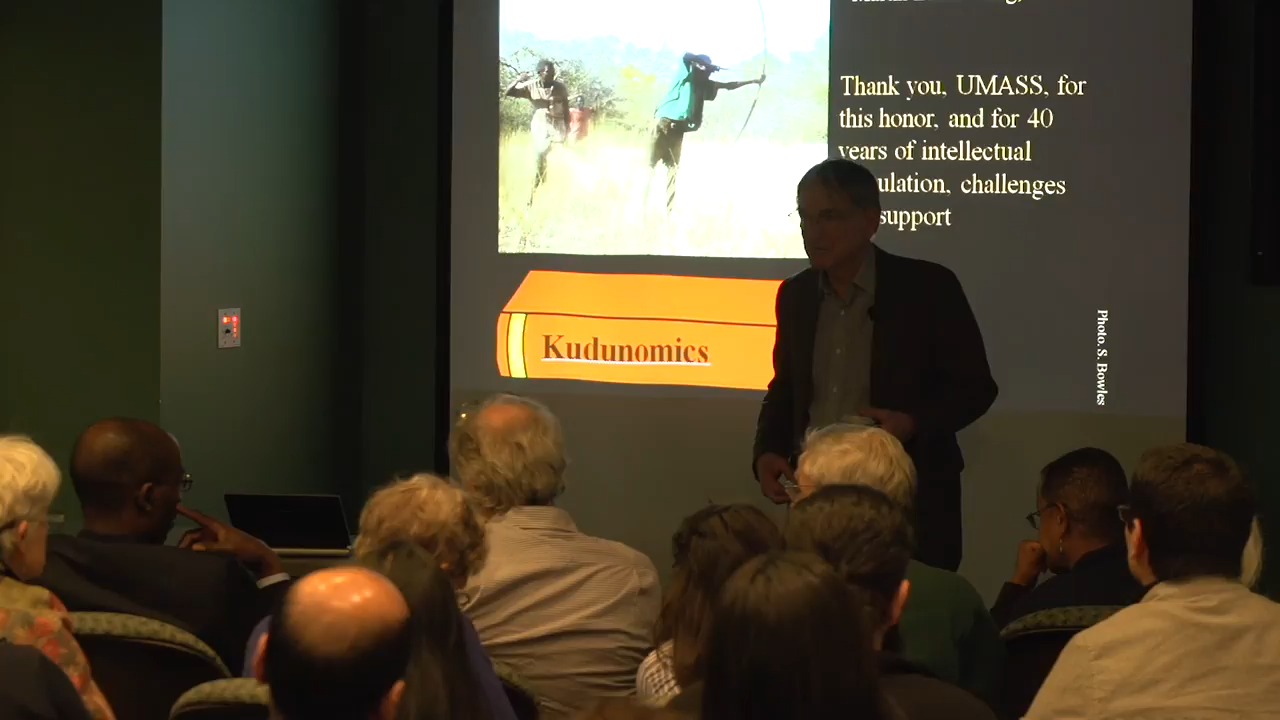 Thank you, UMASS, for
this honor, and for 40
years of intellectual
ulation, challenges
support
Kudunomics
Photo. S. Bowles